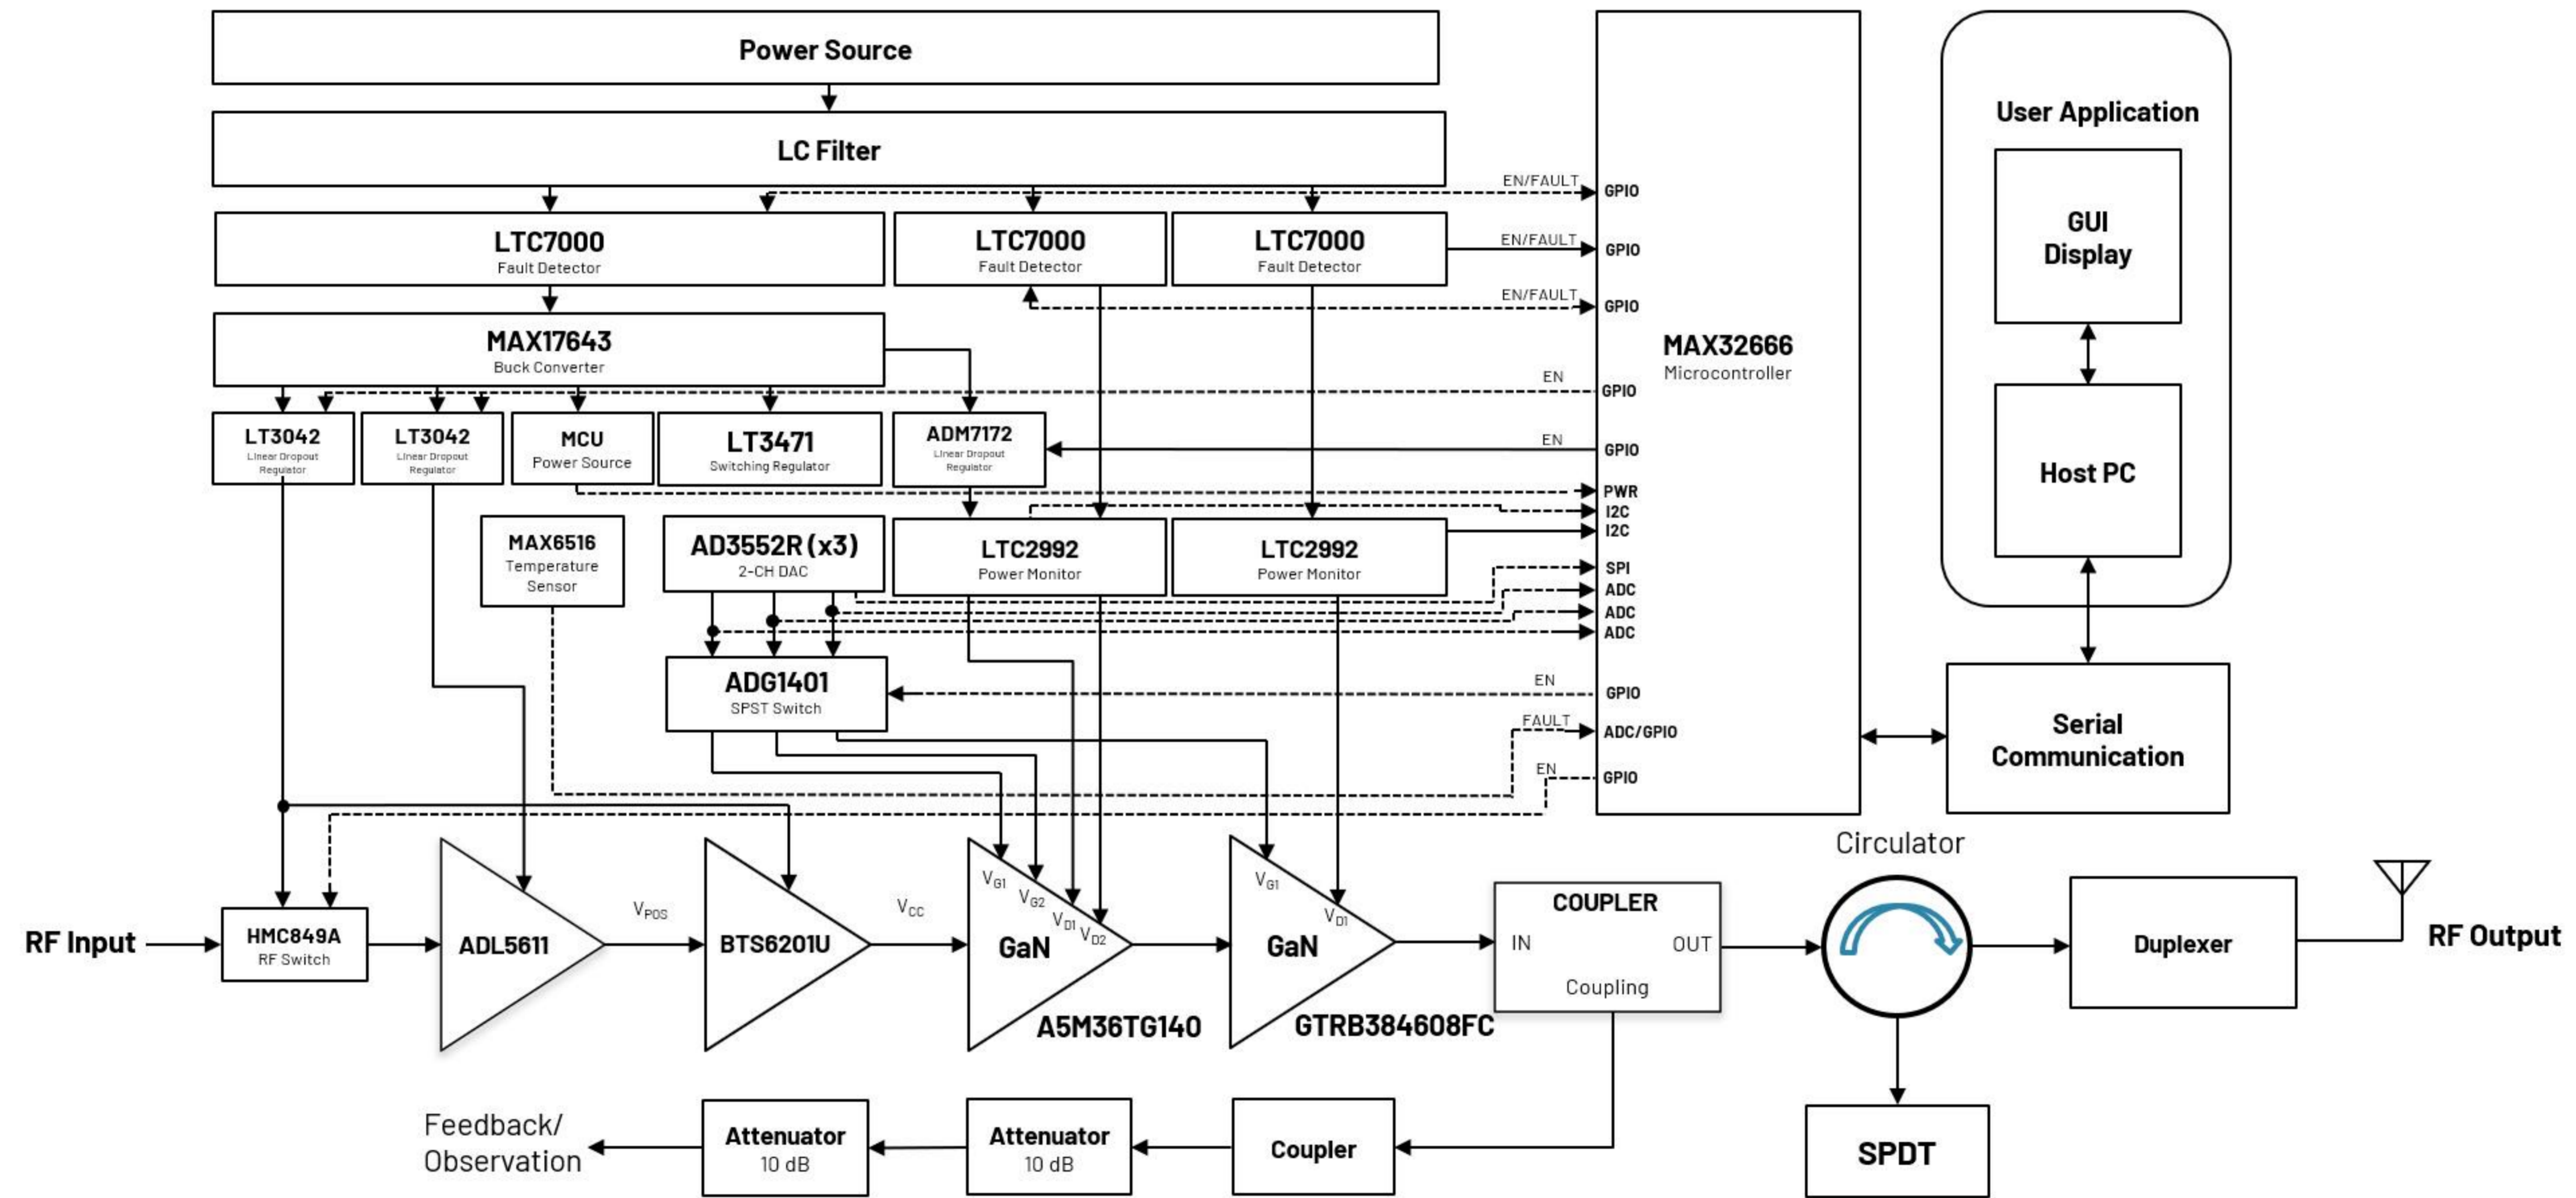 Power Source
LC Filter
EN/FAULT
GPIO
LTC7000
Fault Detector
LTC7000
Fault Detector
LTC7000
Fault Detector
EN/FAULT
GPIO
EN/FAULT
GPIO
MAX17643
Buck Converter
MAX32666
Microcontroller
EN
GPIO
LT3042
Linear Dropout
Regulator
LT3042
Linear Dropout
Regulator
MCU
Power Source
LT3471
Switching Regulator
ADM7172
Linear Dropout
Regulator
EN
GPIO
PWR
I2C
I2C
MAX6516
Temperature
Sensor
AD3552R (x3)
2-CH DAC
LTC2992
Power Monitor
LTC2992
Power Monitor
SPI
ADC
ADC
ADC
ADG1401
SPST Switch
EN
GPIO
FAULT
ADC/GPIO
EN
GPIO
User Application
GUI
Display
Host PC
Serial
Communication
RF Input
HMC849A
RF Switch
ADL5611
VPOS
BTS6201U
VCC
VG1
VG2
VD1
VD2
GaN
A5M36TG140
VG1
VD1
GaN
GTRB384608FC
COUPLER
IN
OUT
Coupling
Circulator
Duplexer
RF Output
SPDT
Coupler
Attenuator
10 dB
Attenuator
10 dB
Feedback/
Observation